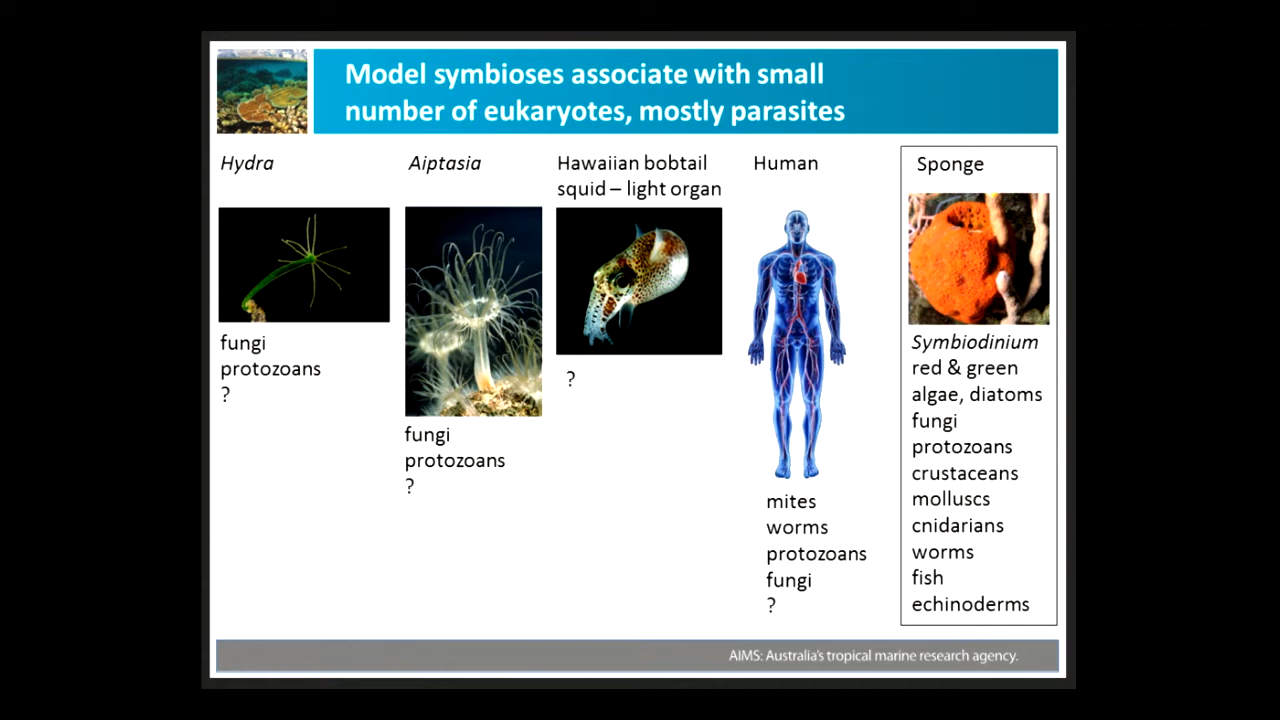 Model symbioses associate with small
number of eukaryotes, mostly parasites
Hydra
fungi
protozoans
?
Aiptasia
fungi
protozoans
?
Hawaiian bobtail
squid – light organ
?
Human
mites
worms
protozoans
fungi
?
Sponge
Symbiodinium
red & green
algae, diatoms
fungi
protozoans
crustaceans
molluscs
cnidarians
worms
fish
echinoderms
AIMS: Australia's tropical marine research agency.